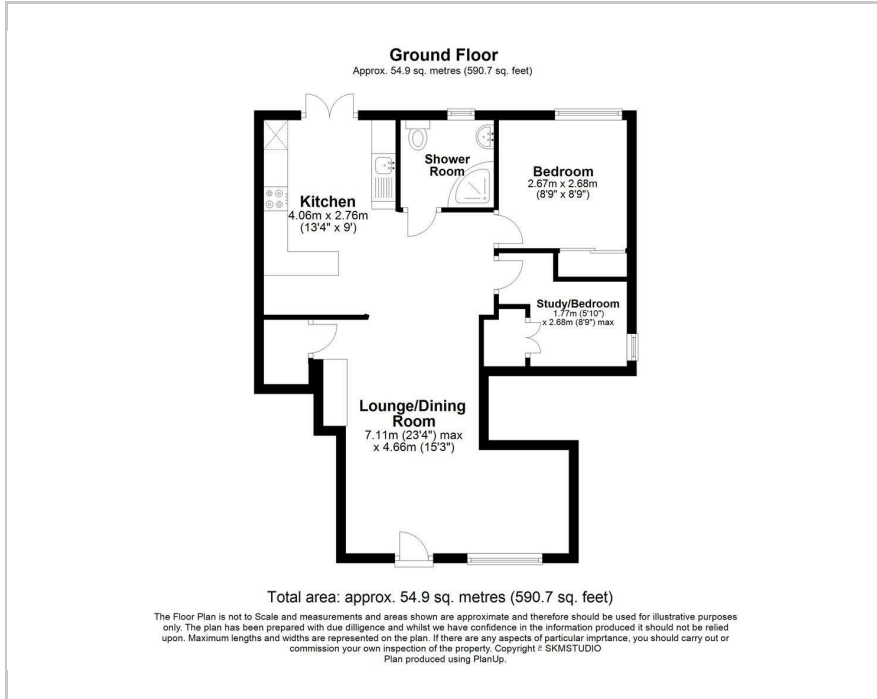 Ground Floor
Approx. 54.9 sq. metres (590.7 sq. feet)
Shower
Room
Bedroom
2.67m x 2.68m
(8'9" x 8'9")
Kitchen
4.06m x 2.76m
(13'4" x 9')
Study/Bedroom
1.77m (5'10")
x 2.68m (8'9") max
Lounge/Dining
Room
7.11m (23'4") max
x 4.66m (15'3")
Total area: approx. 54.9 sq. metres (590.7 sq. feet)
The Floor Plan is not to Scale and measurements and areas shown are approximate and therefore should be used for illustrative purposes
only. The plan has been prepared with due dilligence and whilst we have confidence in the information produced it should not be relied
upon. Maximum lengths and widths are represented on the plan. If there are any aspects of particular imprtance, you should carry out or
commission your own inspection of the property. Copyright SKMSTUDIO
Plan produced using PlanUp.